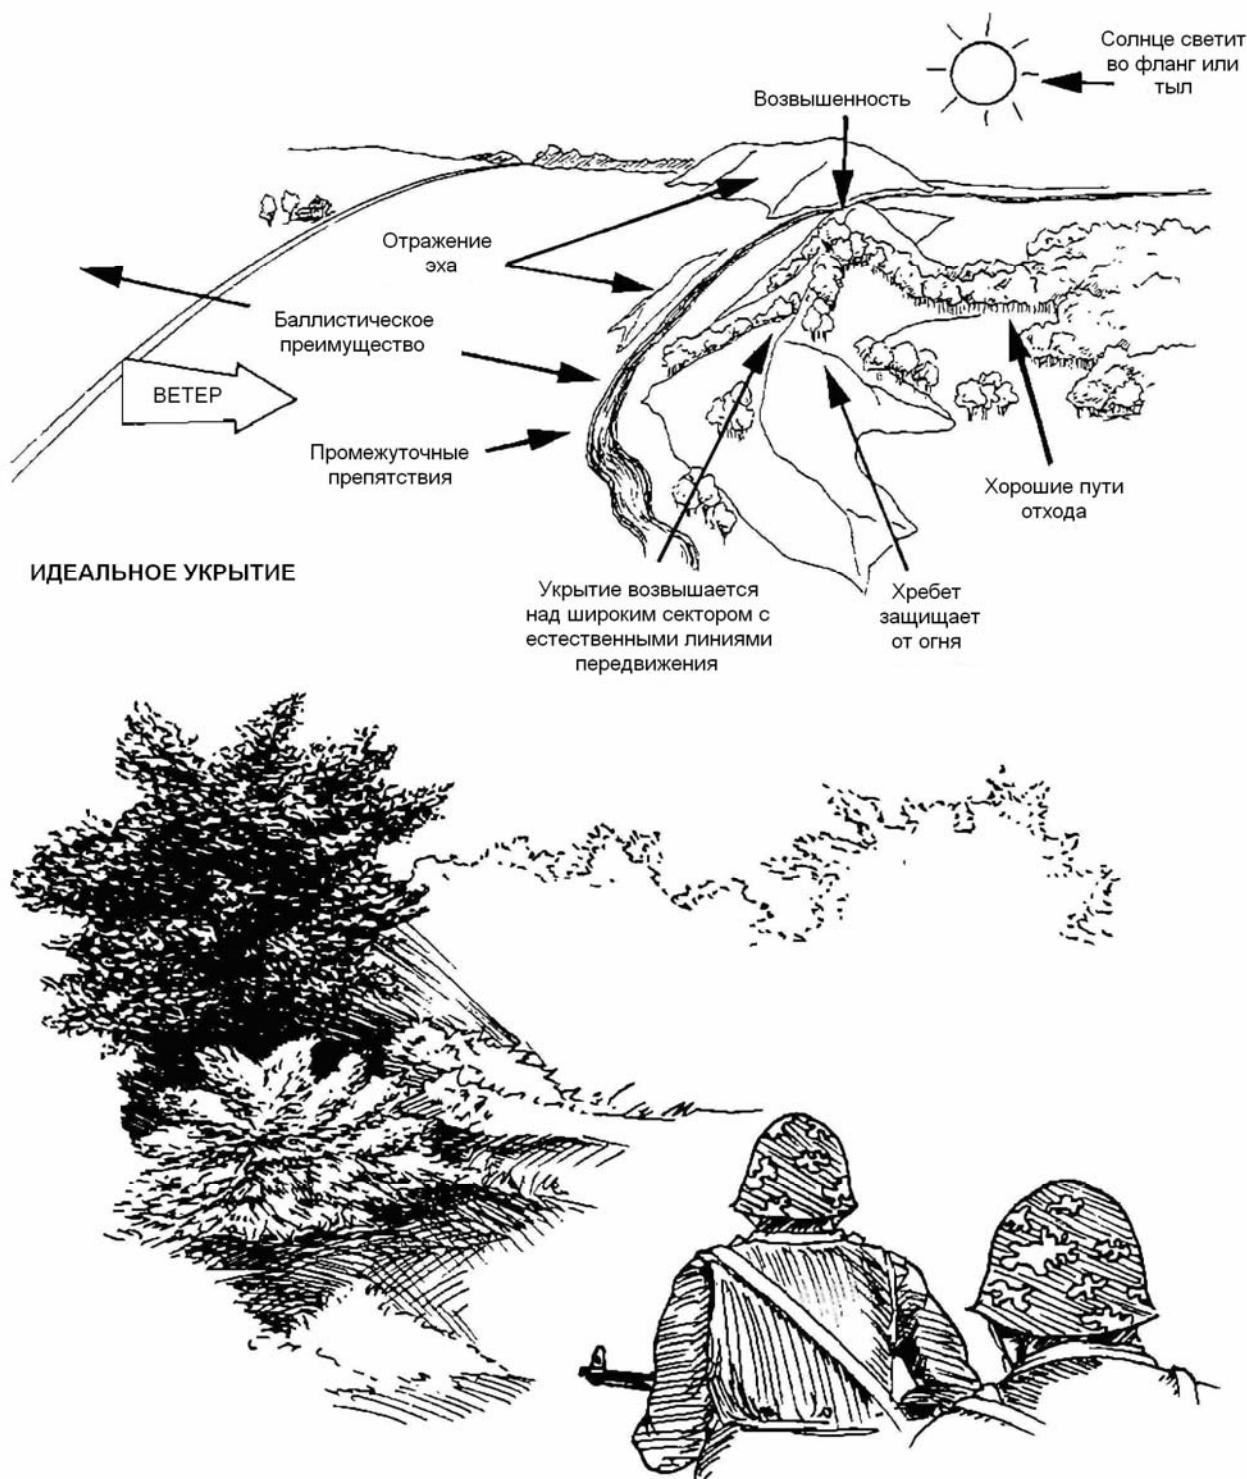 Солнце светит
во фланг или
тыл
Возвышенность
Отражение
эха
Баллистическое
преимущество
ВЕТЕР
Промежуточные
препятствия
Хорошие пути
отхода
ИДЕАЛЬНОЕ УКРЫТИЕ
Укрытие возвышается
над широким сектором с
естественными линиями
передвижения
Хребет
защищает
от огня